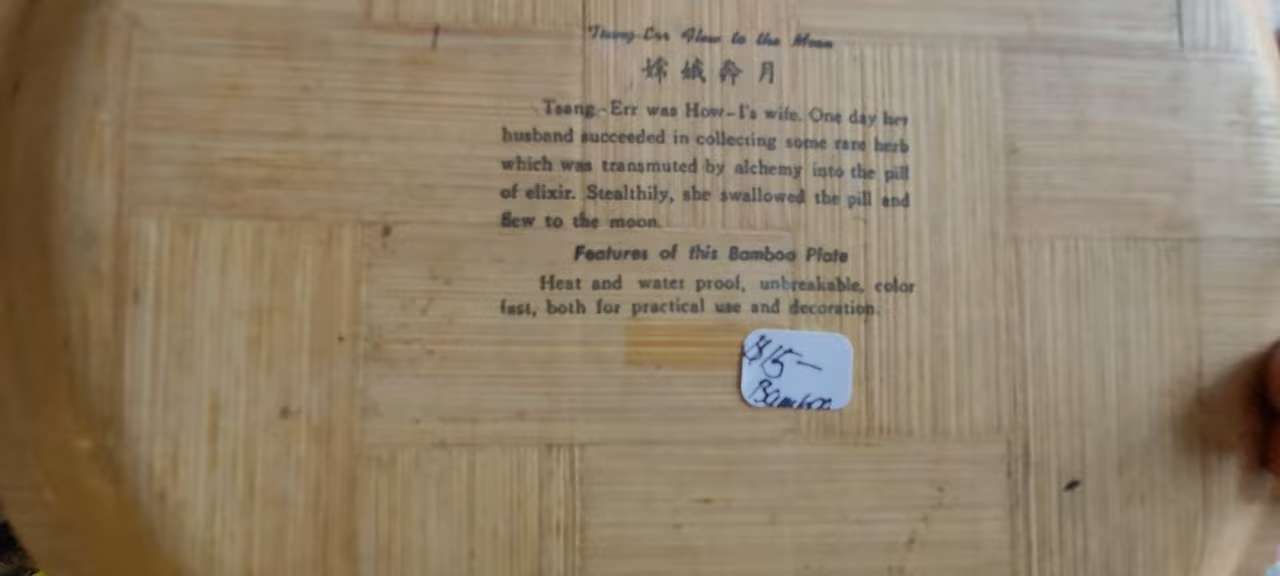 Tsang-Err Flew to the Moon
嫦娥奔月
Tsang-Err was How-I's wife. One day her
husband succeeded in collecting some rare herb
which was transmuted by alchemy into the pill
of elixir. Stealthily, she swallowed the pill and
flew to the moon.
Features of this Bamboo Plate
Heat and water proof, unbreakable, color
fast, both for practical use and decoration.
$15-
Bamboo